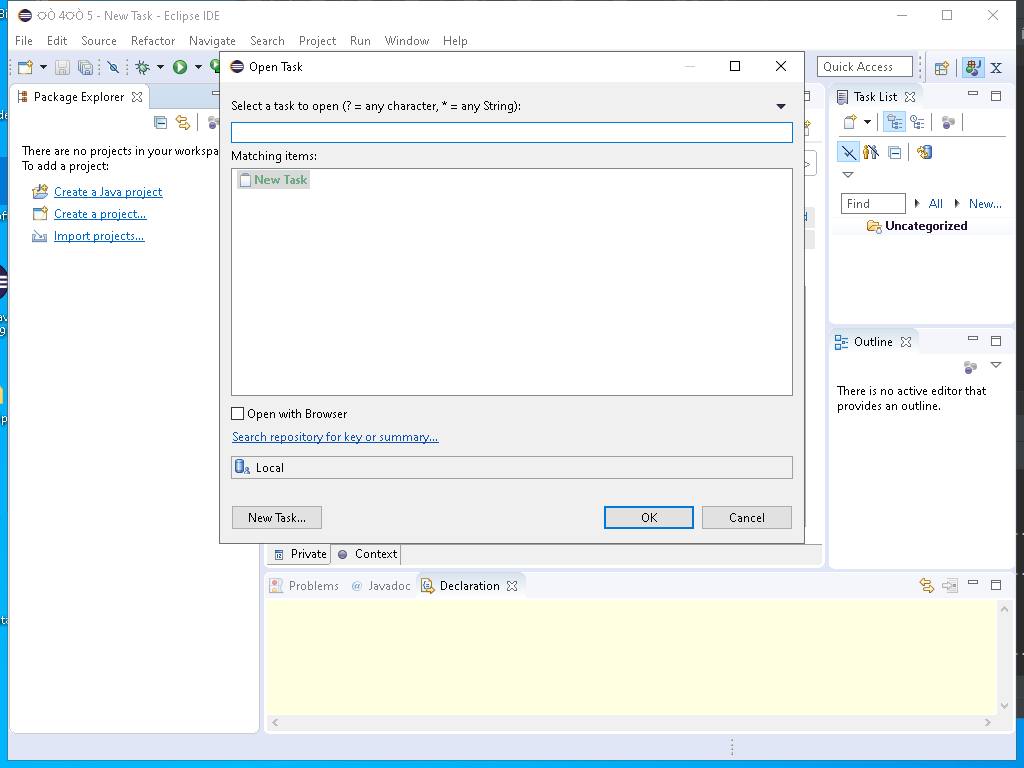 New Task - Eclipse IDE
File Edit Source Refactor Navigate Search Project Run Window Help
Open Task
Quick Access
Package Explorer
There are no projects in your workspa
To add a project:
Create a Java project
Create a project...
Import projects...
Select a task to open (? = any character, * = any String):
Matching items:
New Task
Open with Browser
Search repository for key or summary...
Local
New Task...
OK
Cancel
Task List
Find
All
New...
Uncategorized
Outline
There is no active editor that
provides an outline.
Private
Context
Problems
@ Javadoc
Declaration